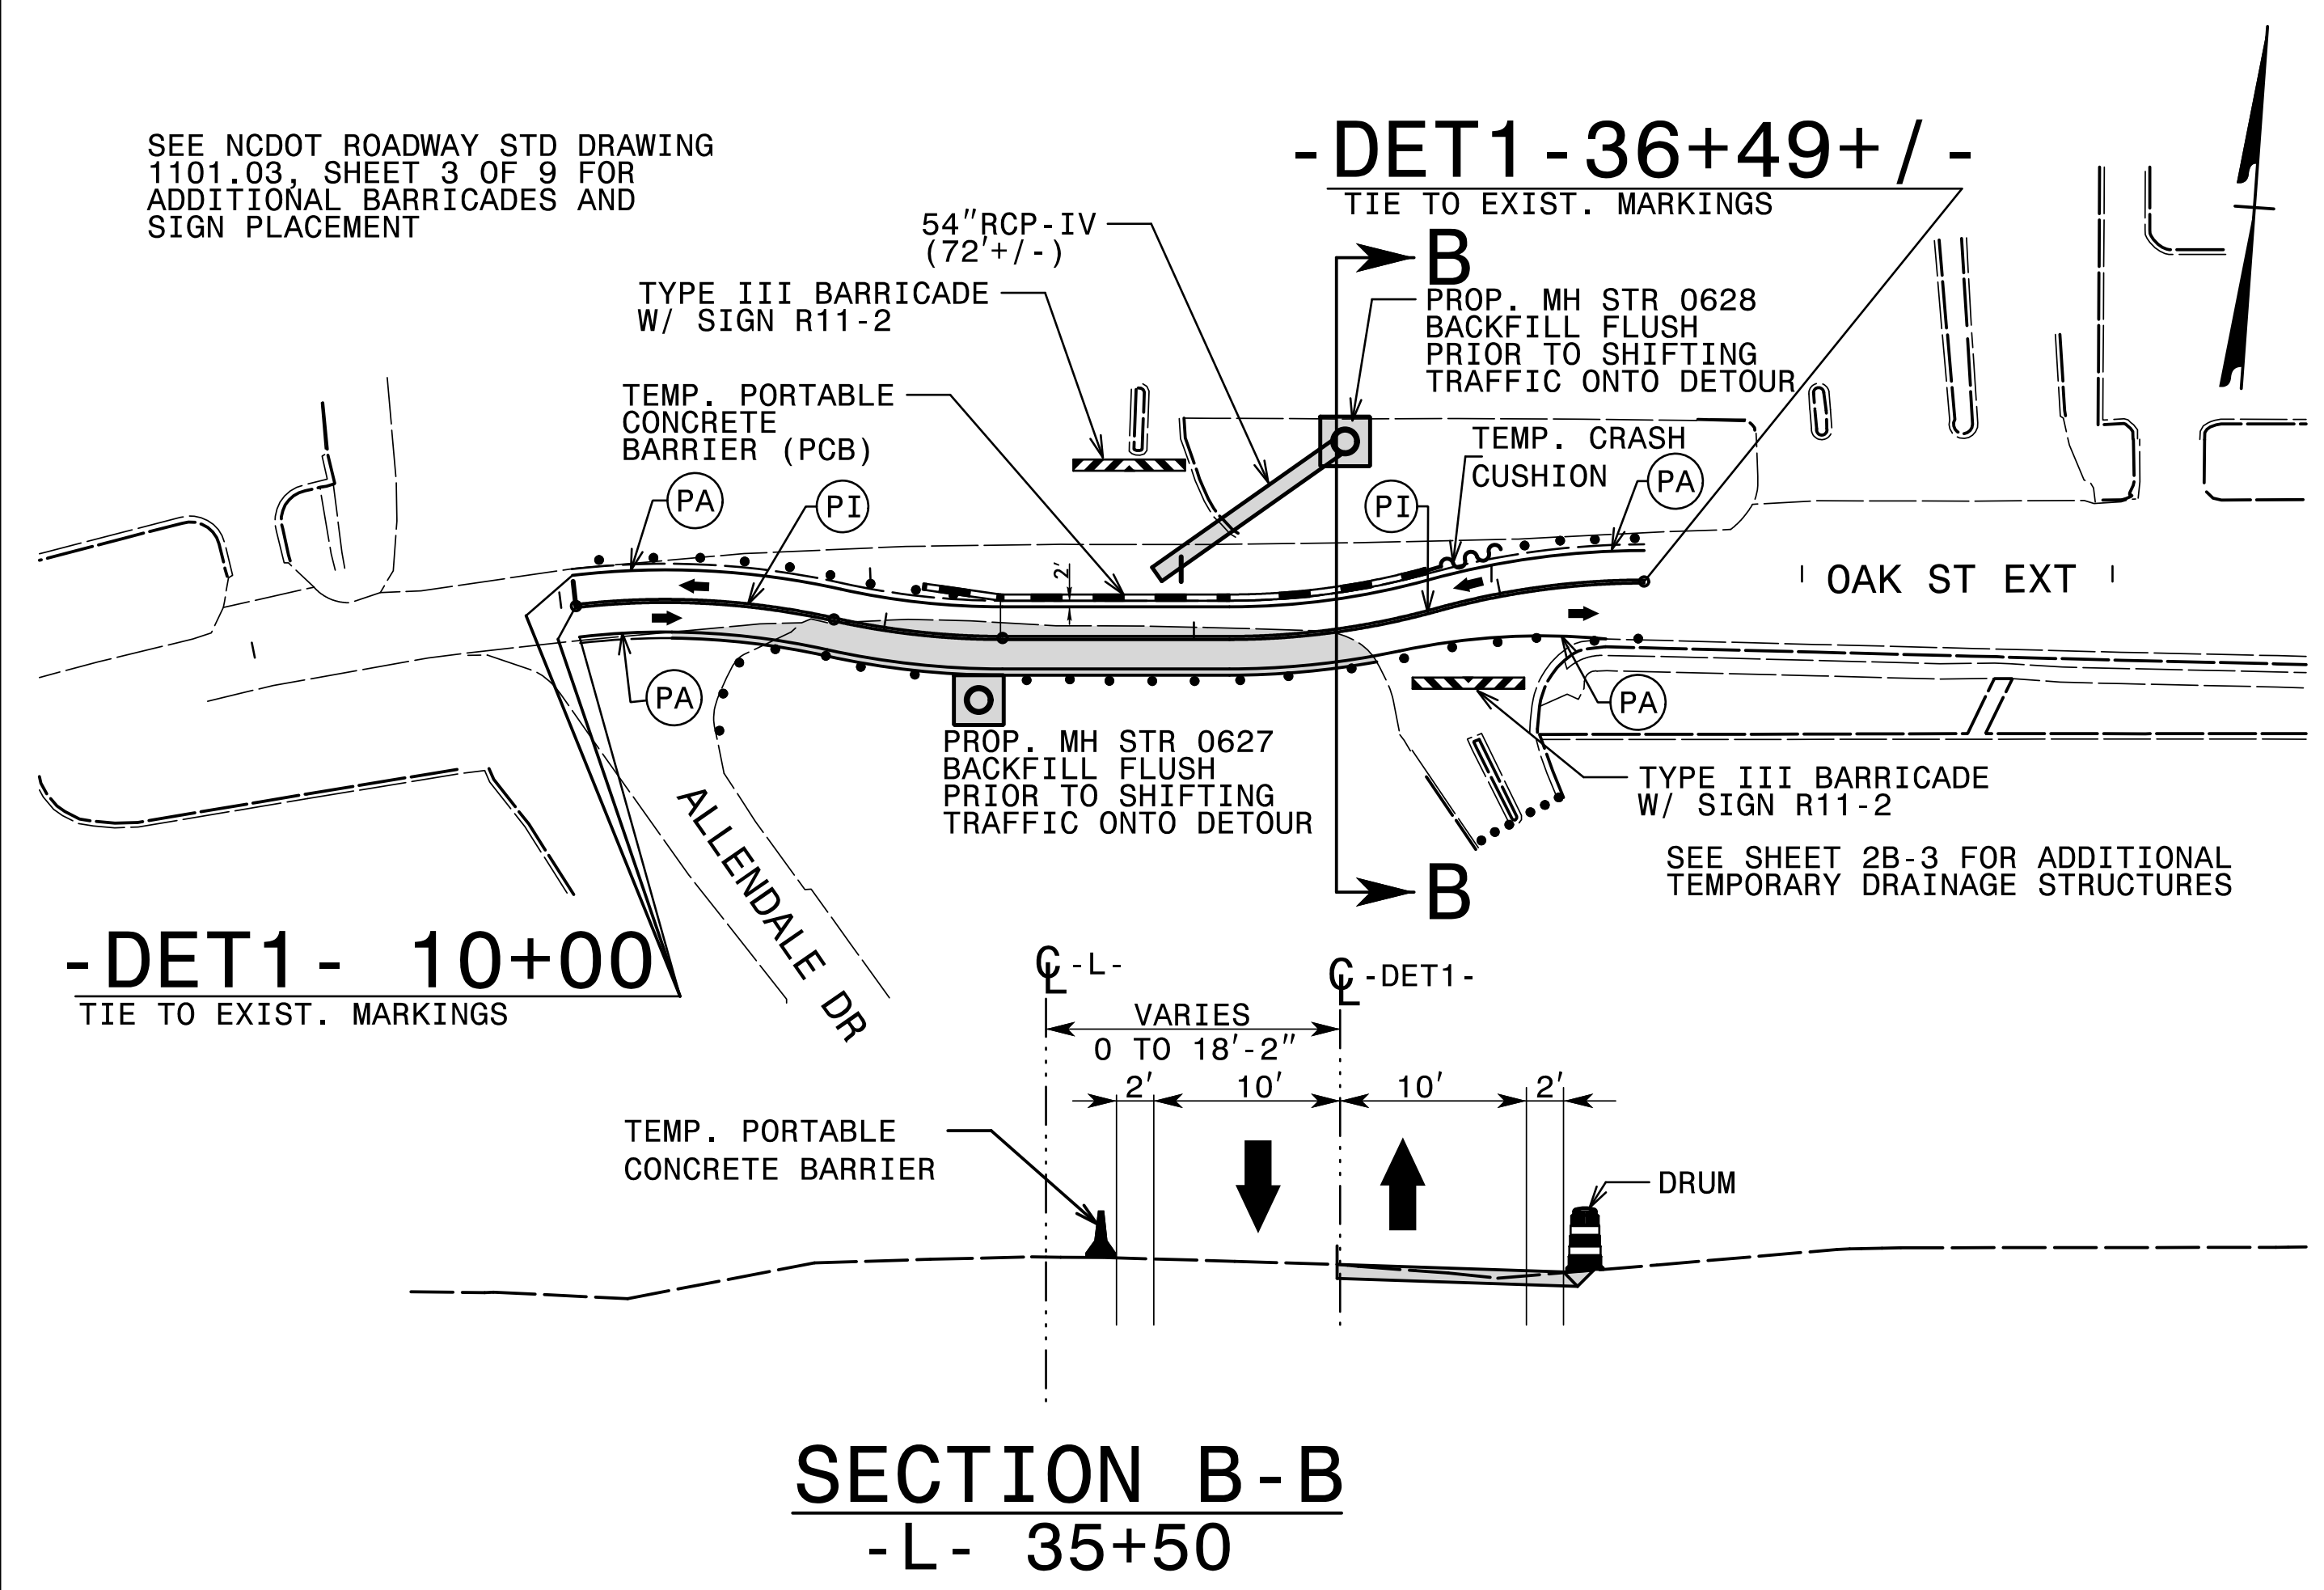 SEE NCDOT ROADWAY STD DRAWING
1101.03, SHEET 3 OF 9 FOR
ADDITIONAL BARRICADES AND
SIGN PLACEMENT
-DET1-36+49+/-
TIE TO EXIST. MARKINGS
54"RCP-IV
(72'+/-)
B
TYPE III BARRICADE
W/ SIGN R11-2
PROP. MH STR 0628
BACKFILL FLUSH
PRIOR TO SHIFTING
TRAFFIC ONTO DETOUR
TEMP. PORTABLE
CONCRETE
BARRIER (PCB)
TEMP. CRASH
CUSHION
PA
PI
PI
PA
2'
OAK ST EXT
PA
PA
PROP. MH STR 0627
BACKFILL FLUSH
PRIOR TO SHIFTING
TRAFFIC ONTO DETOUR
TYPE III BARRICADE
W/ SIGN R11-2
ALLENDALE DR
SEE SHEET 2B-3 FOR ADDITIONAL
TEMPORARY DRAINAGE STRUCTURES
B
-DET1- 10+00
TIE TO EXIST. MARKINGS
CL -L-
CL -DET1-
VARIES
0 TO 18'-2"
2' 10' 10' 2'
TEMP. PORTABLE
CONCRETE BARRIER
DRUM
SECTION B-B
-L- 35+50